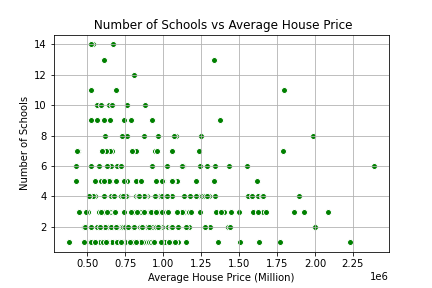 Number of Schools vs Average House Price
14
12
10
8
6
4
2
Number of Schools
0.50 0.75 1.00 1.25 1.50 1.75 2.00 2.25
1e6
Average House Price (Million)